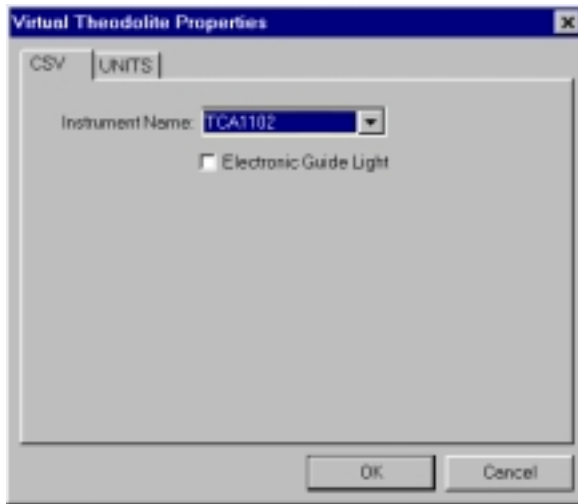 Virtual Theodolite Properties
CSV UNITS
Instrument Name: TCA1102
Electronic Guide Light
OK Cancel